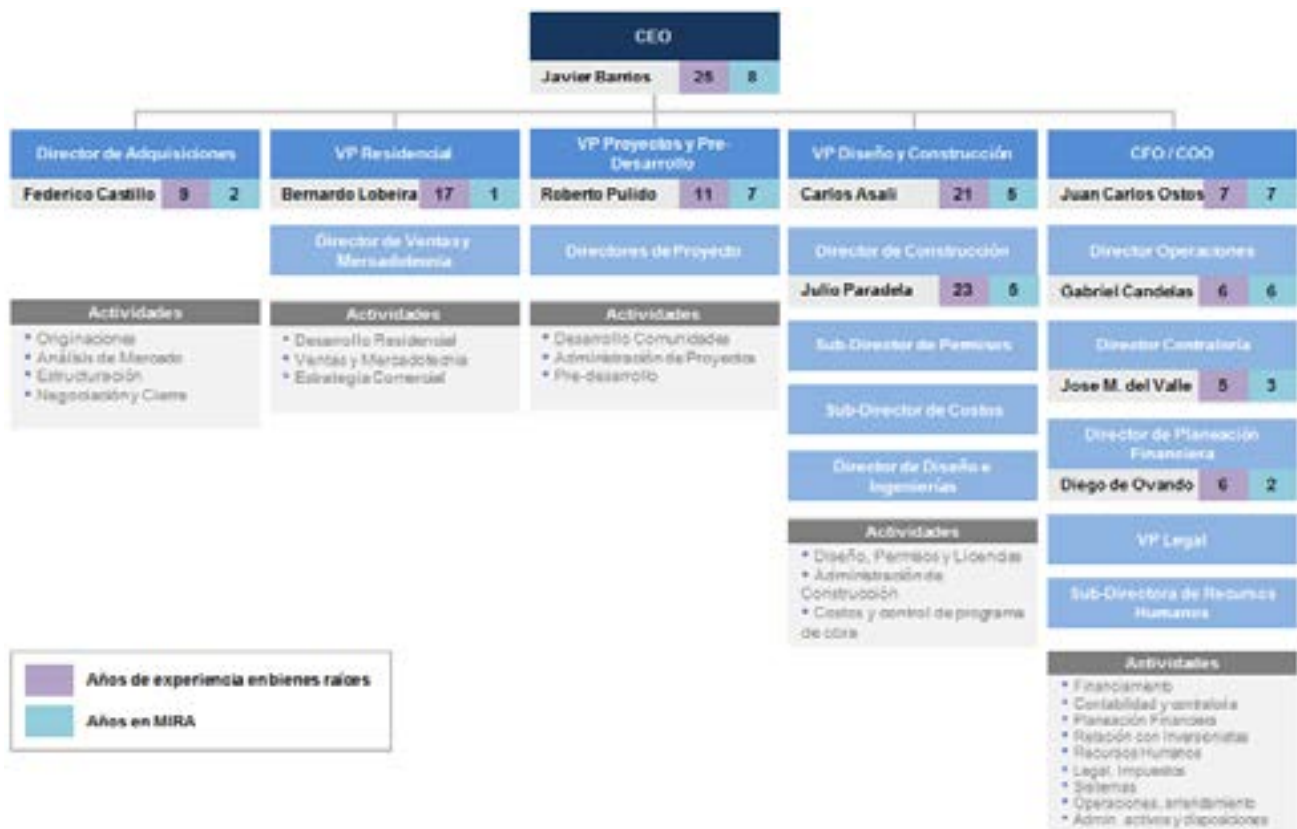 CEO
Javier Barrios 25 8
Director de Adquisiciones
Federico Castillo 9 2
Actividades
• Originaciones
• Análisis de Mercado
• Estructuración
• Negociación y Cierre
VP Residencial
Bernardo Lobeira 17 1
Director de Ventas y
Mercadotecnia
Actividades
• Desarrollo Residencial
• Ventas y Mercadotecnia
• Estrategia Comercial
VP Proyectos y Pre-
Desarrollo
Roberto Pulido 11 7
Directores de Proyecto
Actividades
• Desarrollo Comunidades
• Administración de Proyectos
• Pre-desarrollo
VP Diseño y Construcción
Carlos Asali 21 5
Director de Construcción
Julio Paradela 23 5
Sub-Director de Permisos
Sub-Director de Costos
Director de Diseño e
Ingenierías
Actividades
• Diseño, Permisos y Licencias
• Administración de
Construcción
• Costos y control de programa
de obra
CFO / COO
Juan Carlos Ostos 7 7
Director Operaciones
Gabriel Candelas 6 6
Director Contraloría
Jose M. del Valle 5 3
Director de Planeación
Financiera
Diego de Ovando 6 2
VP Legal
Sub-Directora de Recursos
Humanos
Actividades
• Financiamiento
• Contabilidad y contraloría
• Planeación Financiera
• Relación con Inversionistas
• Recursos Humanos
• Legal, Impuestos
• Sistemas
• Operaciones, arrendamiento
• Admin. activos y disposiciones
Años de experiencia en bienes raíces
Años en MIRA